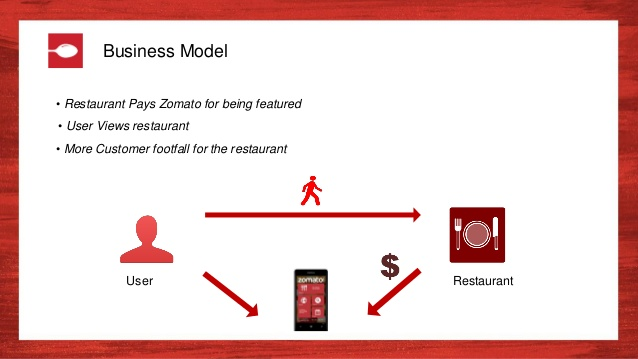 Business Model
• Restaurant Pays Zomato for being featured
• User Views restaurant
• More Customer footfall for the restaurant
$
User
Restaurant
zomato